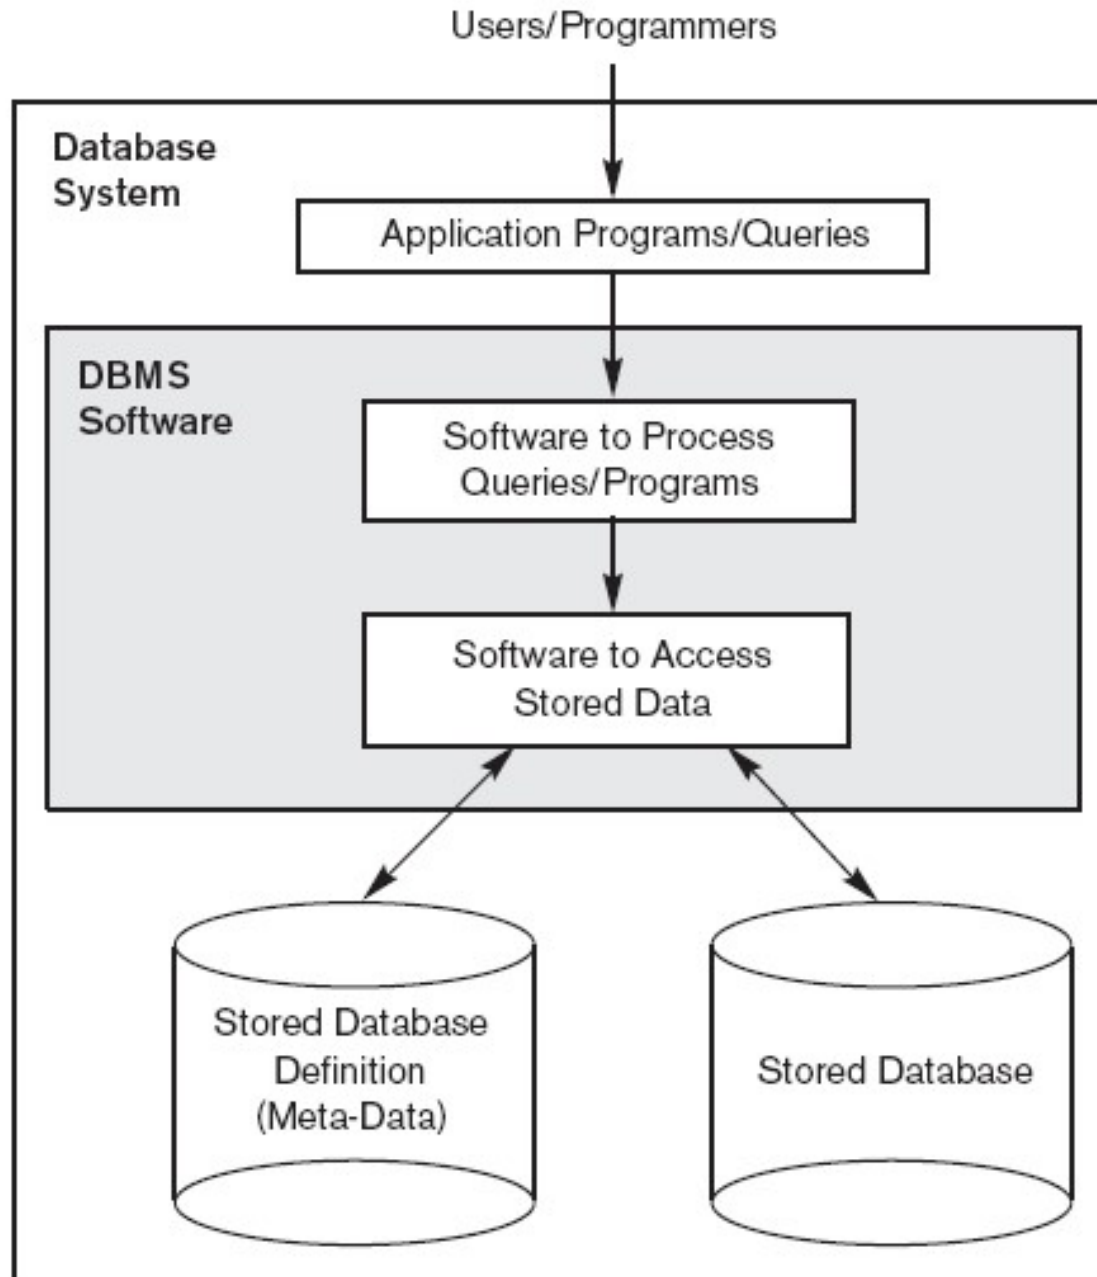 Users/Programmers
Database
System
Application Programs/Queries
DBMS
Software
Software to Process
Queries/Programs
Software to Access
Stored Data
Stored Database
Definition
(Meta-Data)
Stored Database